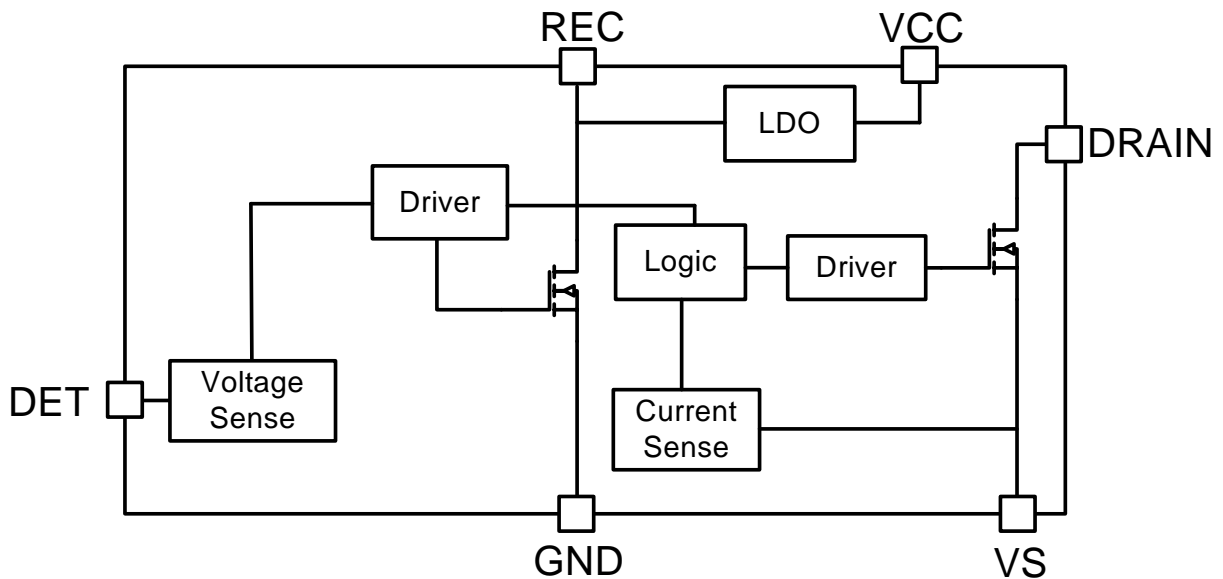 REC
VCC
LDO
DRAIN
Driver
Logic
Driver
DET
Voltage
Sense
Current
Sense
GND
VS